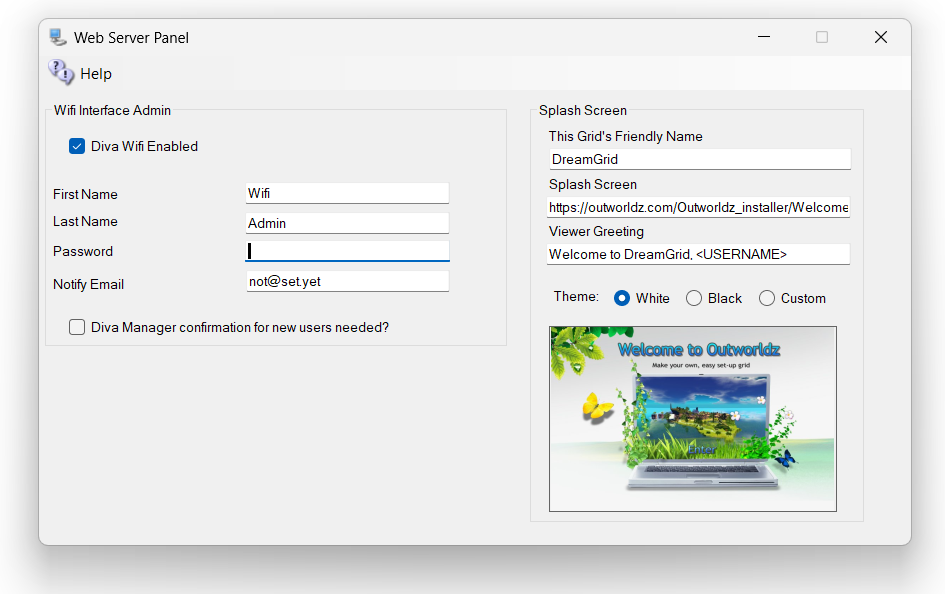 Web Server Panel
Help
Wifi Interface Admin
Diva Wifi Enabled
First Name
Wifi
Last Name
Admin
Password
Notify Email
not@set.yet
Diva Manager confirmation for new users needed?
Splash Screen
This Grid's Friendly Name
DreamGrid
Splash Screen
https://outworldz.com/Outworldz_installer/Welcome
Viewer Greeting
Welcome to DreamGrid, <USERNAME>
Theme: White Black Custom
Welcome to Outworldz
Make your own, easy set-up grid
Enter